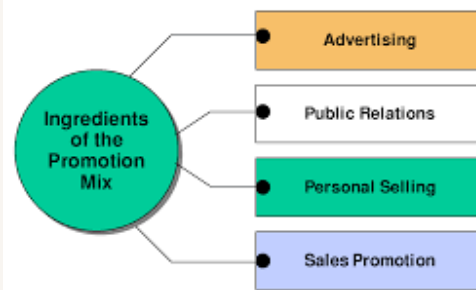 Ingredients
of the
Promotion
Mix
Advertising
Public Relations
Personal Selling
Sales Promotion